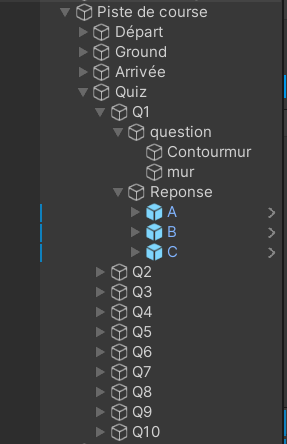 Piste de course
Départ
Ground
Arrivée
Quiz
Q1
question
Contourmur
mur
Reponse
A
B
C
Q2
Q3
Q4
Q5
Q6
Q7
Q8
Q9
Q10